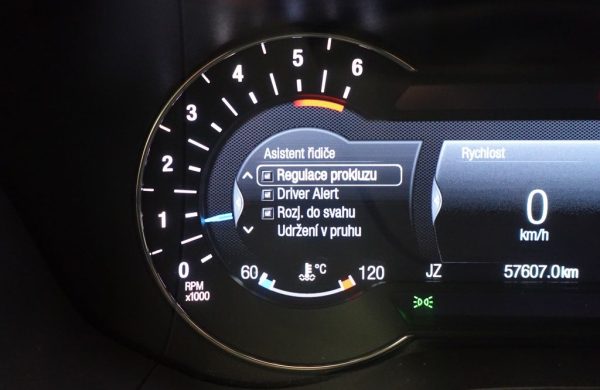 6
5
4
3
2
1
0
RPM
x1000
Asistent řidiče
Regulace prokluzu
Driver Alert
Rozj. do svahu
Udržení v pruhu
60 °C 120
Rychlost
0
km/h
JZ 57607.0km